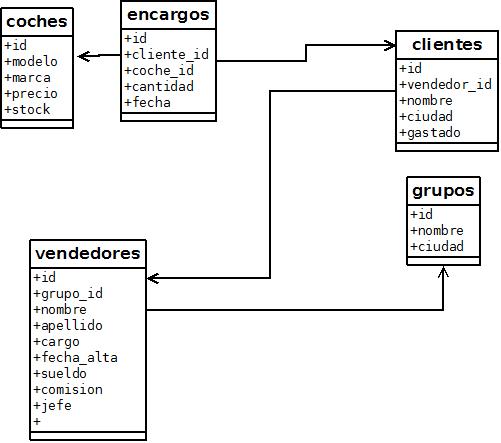 coches
+id
+modelo
+marca
+precio
+stock
encargos
+id
+cliente_id
+coche_id
+cantidad
+fecha
clientes
+id
+vendedor_id
+nombre
+ciudad
+gastado
grupos
+id
+nombre
+ciudad
vendedores
+id
+grupo_id
+nombre
+apellido
+cargo
+fecha_alta
+sueldo
+comision
+jefe
+